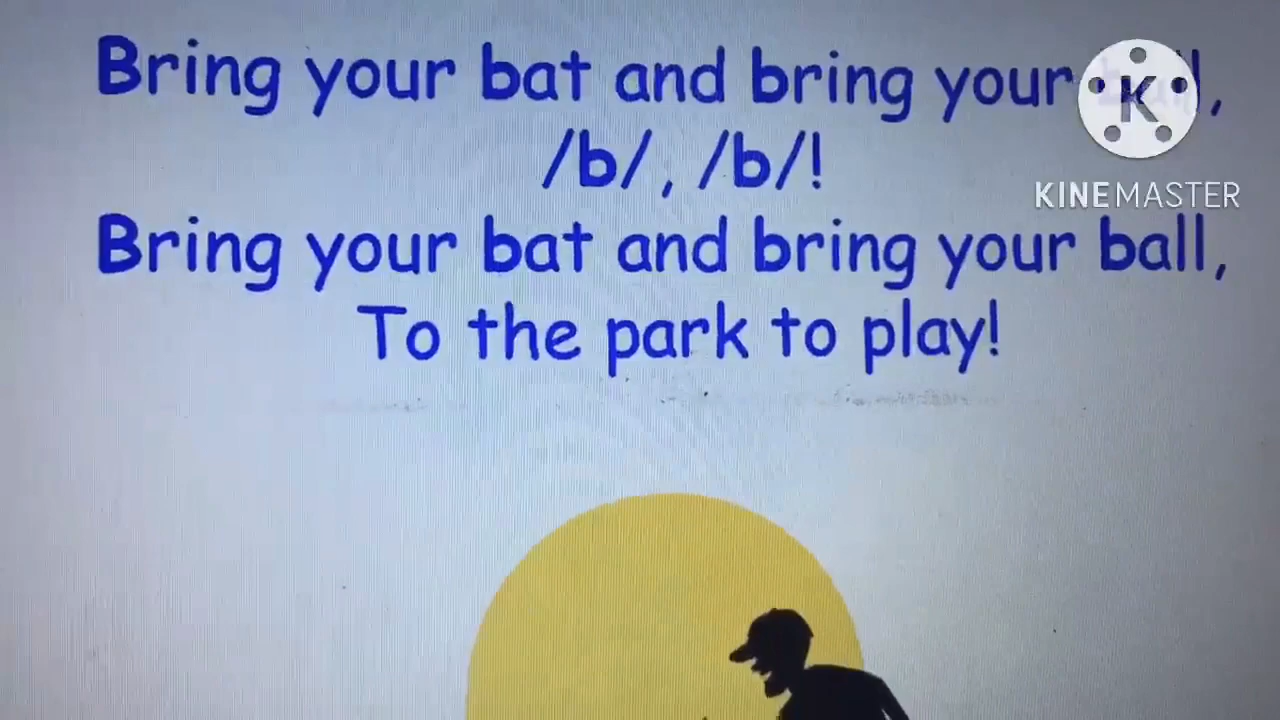 Bring your bat and bring your ball,
/b/, /b/!
Bring your bat and bring your ball,
To the park to play!
K
KINEMASTER